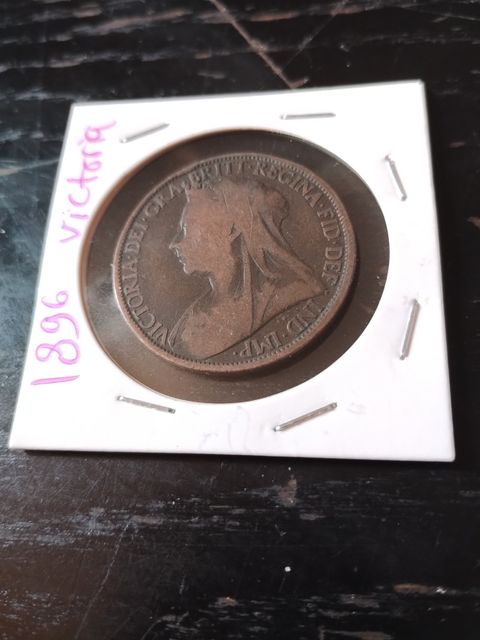 1896 victoria
VICTORIA·DEI·GRA·BRITT·REGINA·FID·DEF·IND·IMP·